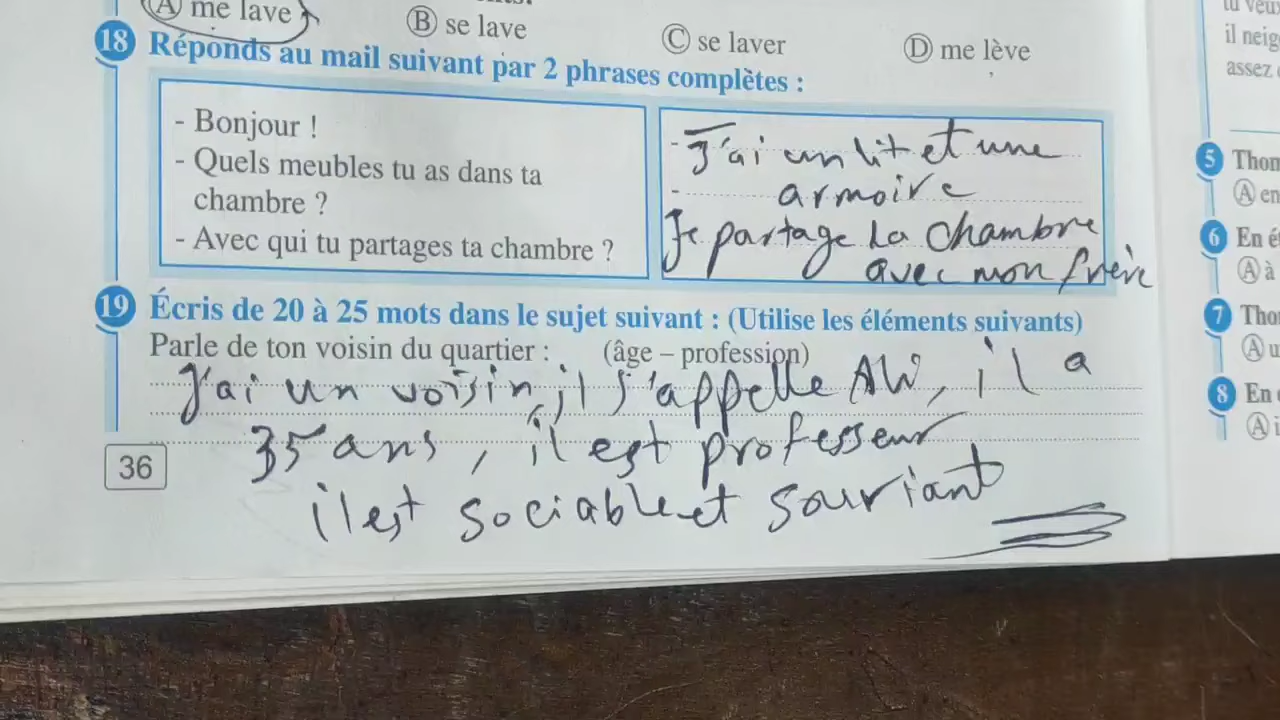 Ⓐ me lave
Ⓑ se lave
Ⓒ se laver
Ⓓ me lève
18 Réponds au mail suivant par 2 phrases complètes :
- Bonjour !
- Quels meubles tu as dans ta
chambre ?
- Avec qui tu partages ta chambre ?
- J'ai un lit et une
- armoire
Je partage la chambre
avec mon frère
19 Écris de 20 à 25 mots dans le sujet suivant : (Utilise les éléments suivants)
Parle de ton voisin du quartier : (âge – profession)
J'ai un voisin, il s'appelle Ali, il a
35 ans, il est professeur
il est sociable et souriant
36
tu veux
il neig
assez
5 Thom
Ⓐ en
6 En é
Ⓐ à
7 Tho
Ⓐ u
8 En
Ⓐ i